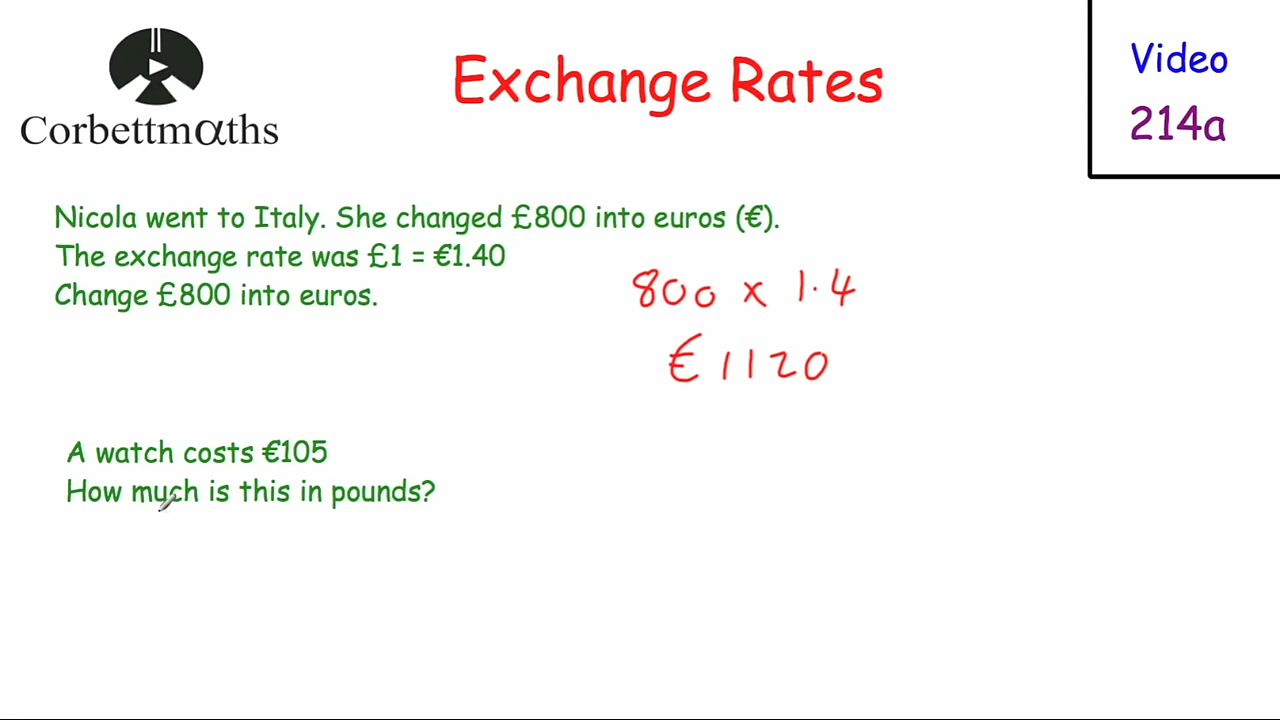 Corbettmαths
Exchange Rates
Video
214a
Nicola went to Italy. She changed £800 into euros (€).
The exchange rate was £1 = €1.40
Change £800 into euros.
800 x 1.4
€1120
A watch costs €105
How much is this in pounds?